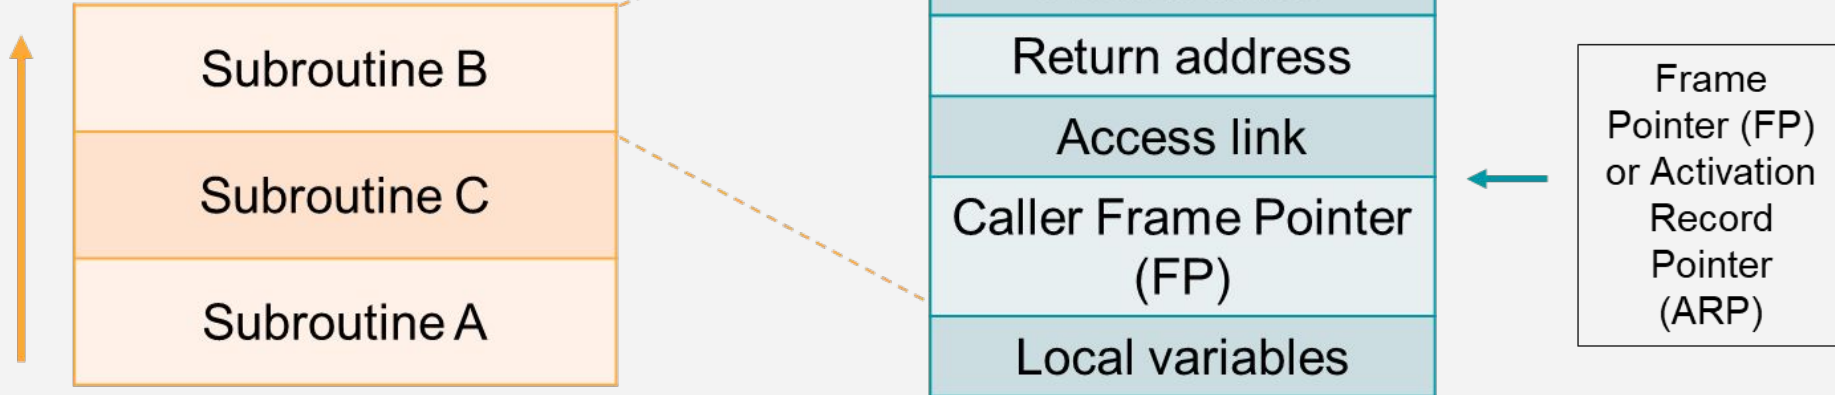 Subroutine B
Subroutine C
Subroutine A
Return address
Access link
Caller Frame Pointer
(FP)
Local variables
Frame
Pointer (FP)
or Activation
Record
Pointer
(ARP)